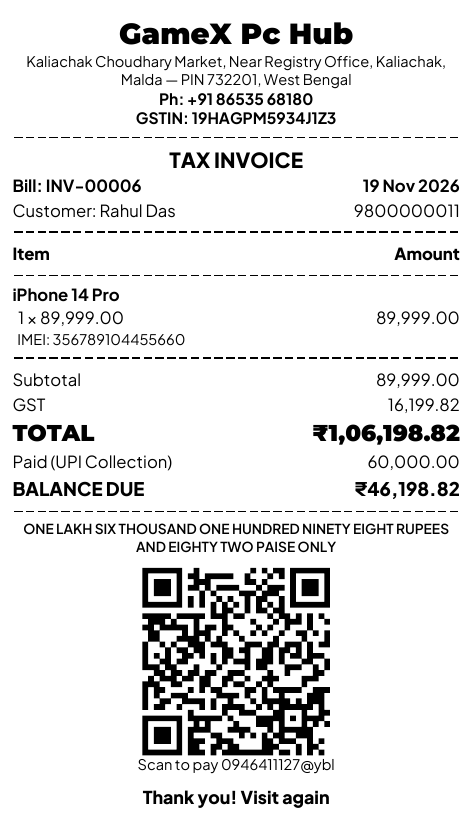 GameX Pc Hub
Kaliachak Choudhary Market, Near Registry Office, Kaliachak,
Malda — PIN 732201, West Bengal
Ph: +91 86535 68180
GSTIN: 19HAGPM5934J1Z3
TAX INVOICE
Bill: INV-00006 19 Nov 2026
Customer: Rahul Das 9800000011
Item Amount
iPhone 14 Pro
1 × 89,999.00 89,999.00
IMEI: 356789104455660
Subtotal 89,999.00
GST 16,199.82
TOTAL ₹1,06,198.82
Paid (UPI Collection) 60,000.00
BALANCE DUE ₹46,198.82
ONE LAKH SIX THOUSAND ONE HUNDRED NINETY EIGHT RUPEES
AND EIGHTY TWO PAISE ONLY
Scan to pay 0946411127@ybl
Thank you! Visit again